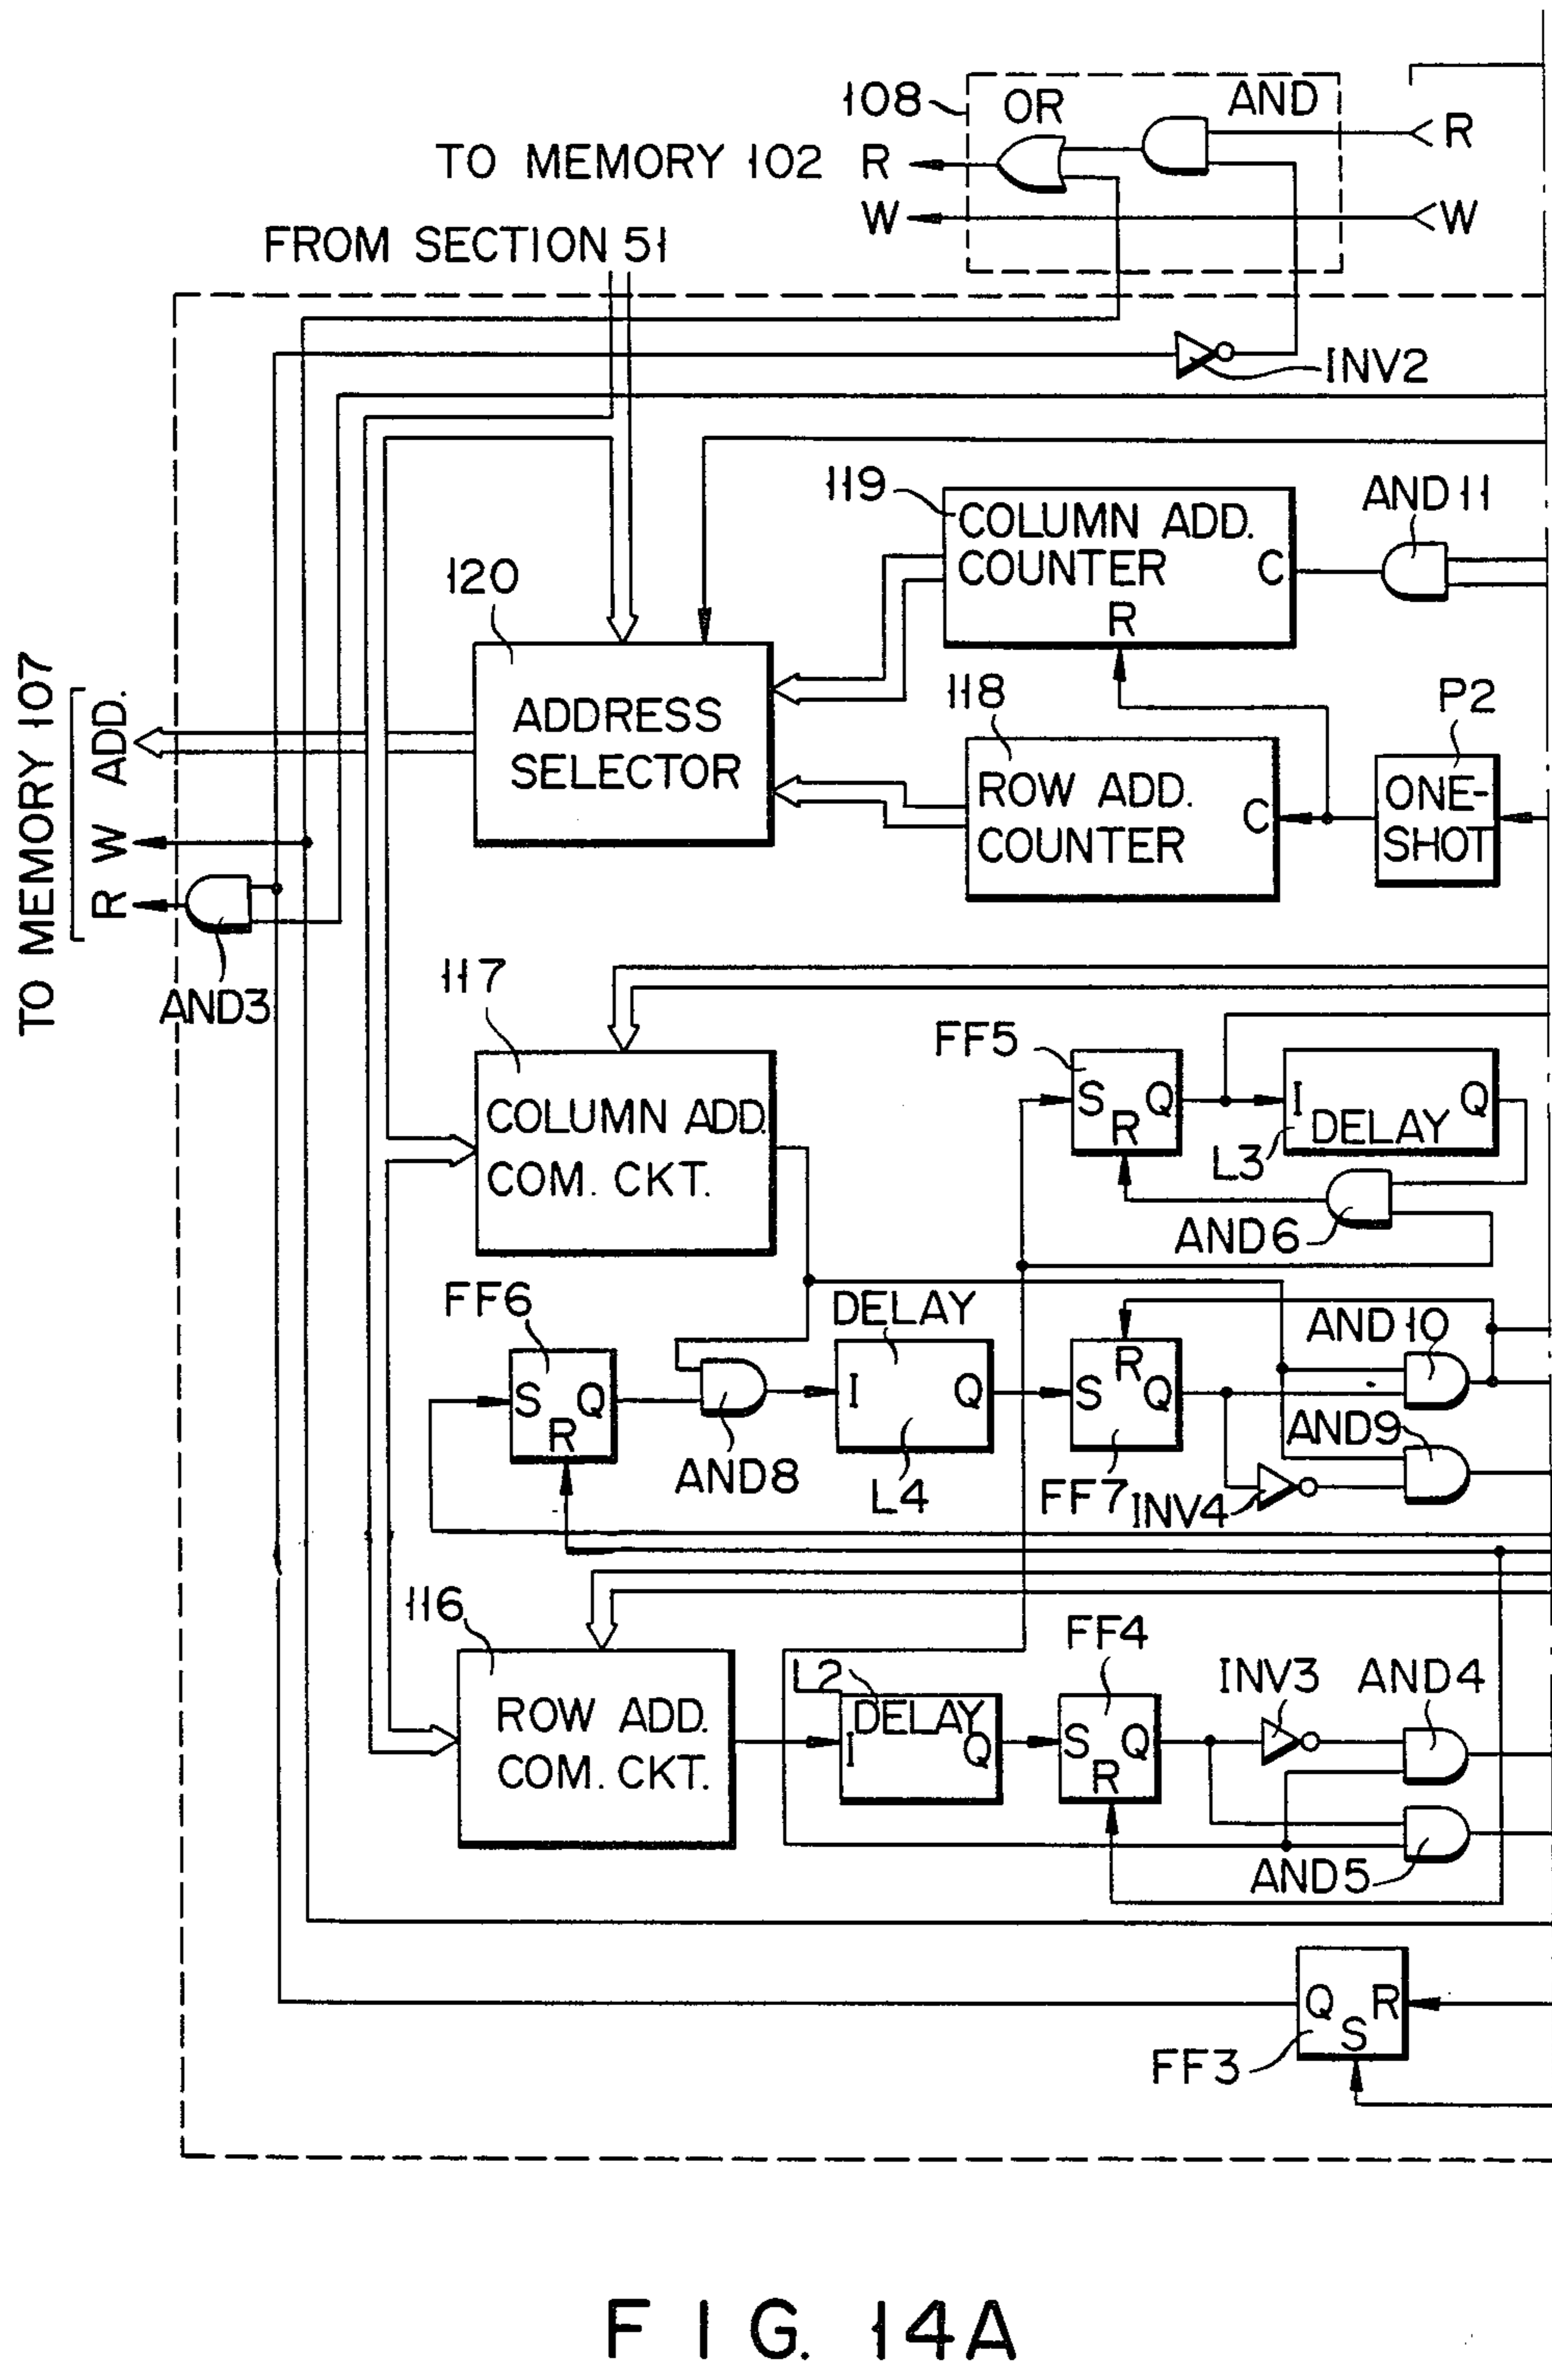 108
OR
AND
R
TO MEMORY 102
R
W
W
FROM SECTION 51
INV2
119
COLUMN ADD.
COUNTER
C
R
AND11
120
ADDRESS
SELECTOR
118
ROW ADD.
COUNTER
C
P2
ONE-
SHOT
TO MEMORY 107
R W ADD.
AND3
117
COLUMN ADD.
COM. CKT.
FF5
S
Q
R
I
Q
DELAY
L3
AND6
FF6
S
Q
R
AND8
DELAY
I
Q
L4
R
S
Q
FF7
INV4
AND10
AND9
116
ROW ADD.
COM. CKT.
L2
DELAY
I
Q
FF4
S
Q
R
INV3
AND4
AND5
Q
R
S
FF3
FIG. 14A